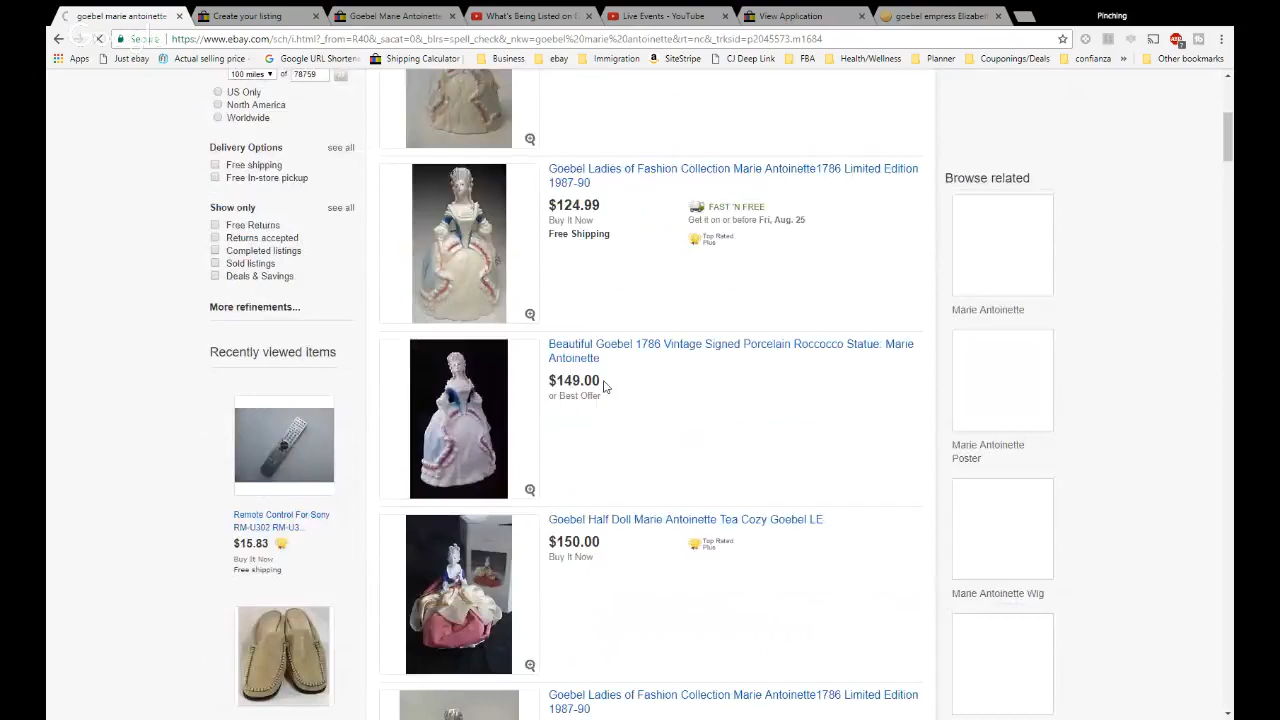 goebel marie antoinette
Create your listing
Goebel Marie Antoinette
What's Being Listed on E
Live Events - YouTube
View Application
goebel empress Elizabeth
Pinching
Secure
https://www.ebay.com/sch/i.html?_from=R40&_sacat=0&_blrs=spell_check&_nkw=goebel%20marie%20antoinette&rt=nc&_trksid=p2045573.m1684
Apps
Just ebay
Actual selling price -
Google URL Shortene
Shipping Calculator |
Business
ebay
Immigration
SiteStripe
CJ Deep Link
FBA
Health/Wellness
Planner
Couponing/Deals
confianza
»
Other bookmarks
100 miles
of
78759
US Only
North America
Worldwide
Delivery Options
see all
Free shipping
Free In-store pickup
Show only
see all
Free Returns
Returns accepted
Completed listings
Sold listings
Deals & Savings
More refinements...
Recently viewed items
Remote Control For Sony
RM-U302 RM-U3...
$15.83
Buy It Now
Free shipping
Goebel Ladies of Fashion Collection Marie Antoinette1786 Limited Edition
1987-90
$124.99
Buy It Now
Free Shipping
FAST 'N FREE
Get it on or before Fri, Aug. 25
Top Rated
Plus
Beautiful Goebel 1786 Vintage Signed Porcelain Roccocco Statue: Marie
Antoinette
$149.00
or Best Offer
Goebel Half Doll Marie Antoinette Tea Cozy Goebel LE
$150.00
Buy It Now
Top Rated
Plus
Goebel Ladies of Fashion Collection Marie Antoinette1786 Limited Edition
1987-90
Browse related
Marie Antoinette
Marie Antoinette
Poster
Marie Antoinette Wig